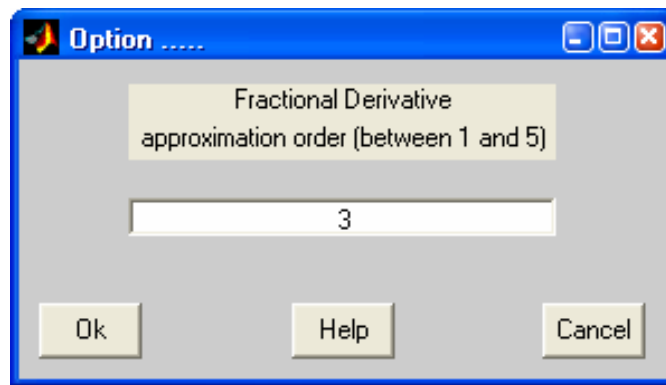 Option .....
Fractional Derivative
approximation order (between 1 and 5)
3
Ok
Help
Cancel